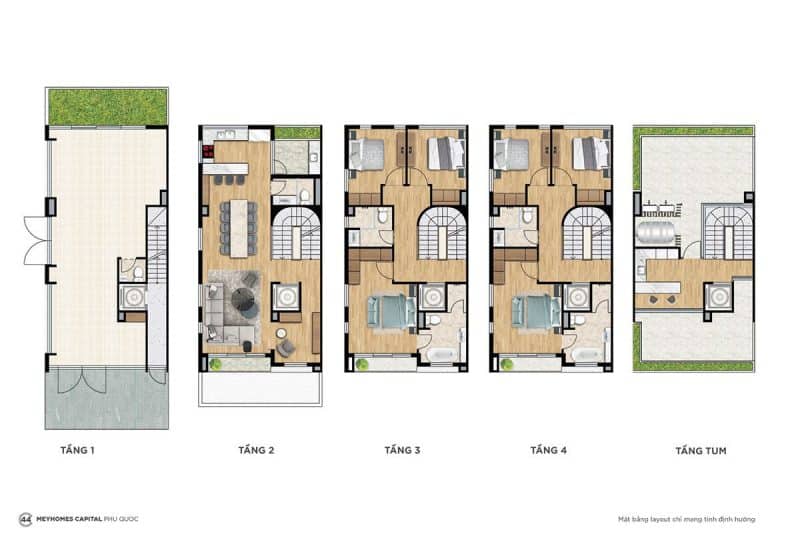 TẦNG 1
TẦNG 2
TẦNG 3
TẦNG 4
TẦNG TUM
44 MEYHOMES CAPITAL PHU QUOC
Mặt bằng layout chỉ mang tính định hướng